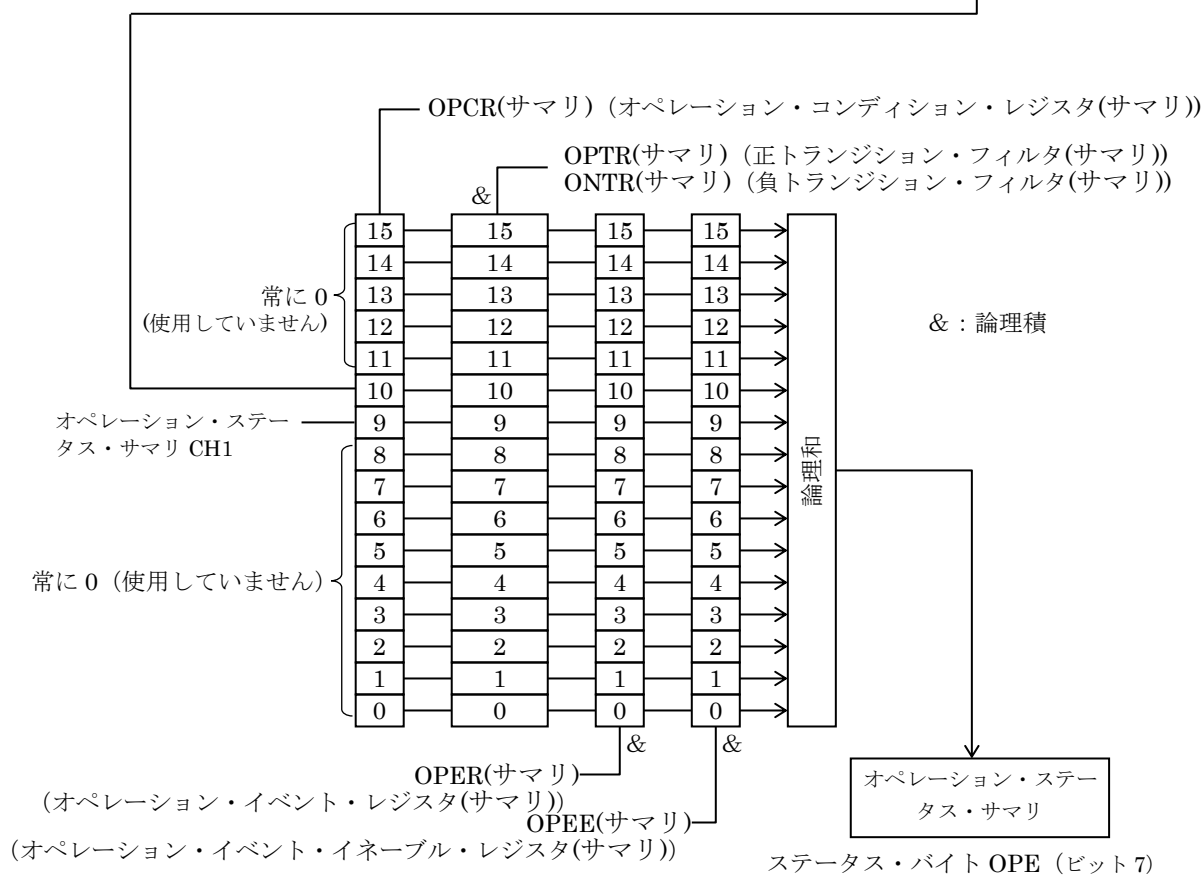 OPCR(サマリ)（オペレーション・コンディション・レジスタ(サマリ)）
OPTR(サマリ)（正トランジション・フィルタ(サマリ)）
ONTR(サマリ)（負トランジション・フィルタ(サマリ)）
&
15 15 15 15
14 14 14 14
常に 0
13 13 13 13
(使用していません)
12 12 12 12
&：論理積
11 11 11 11
10 10 10 10
オペレーション・ステー
タス・サマリ CH1
9 9 9 9
8 8 8 8
論理和
7 7 7 7
6 6 6 6
5 5 5 5
常に 0（使用していません）
4 4 4 4
3 3 3 3
2 2 2 2
1 1 1 1
0 0 0 0
& &
OPER(サマリ)
（オペレーション・イベント・レジスタ(サマリ)）
OPEE(サマリ)
（オペレーション・イベント・イネーブル・レジスタ(サマリ)）
オペレーション・ステー
タス・サマリ
ステータス・バイト OPE（ビット 7）